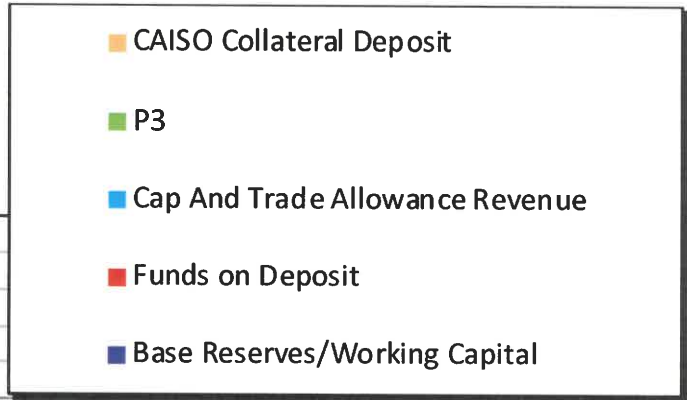 CAISO Collateral Deposit
P3
Cap And Trade Allowance Revenue
Funds on Deposit
Base Reserves/Working Capital